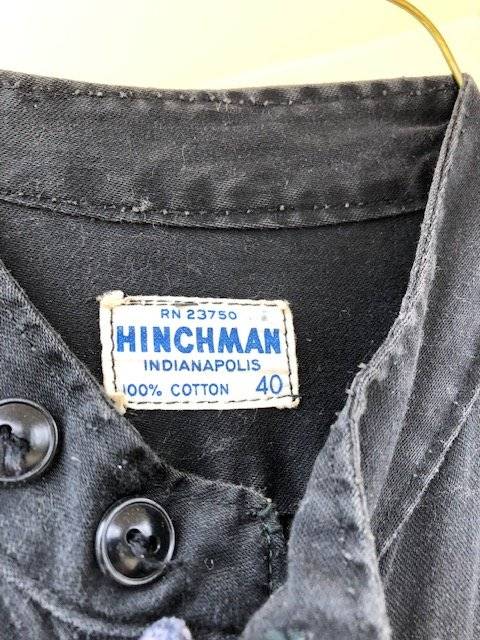 RN 23750
HINCHMAN
INDIANAPOLIS
100% COTTON 40